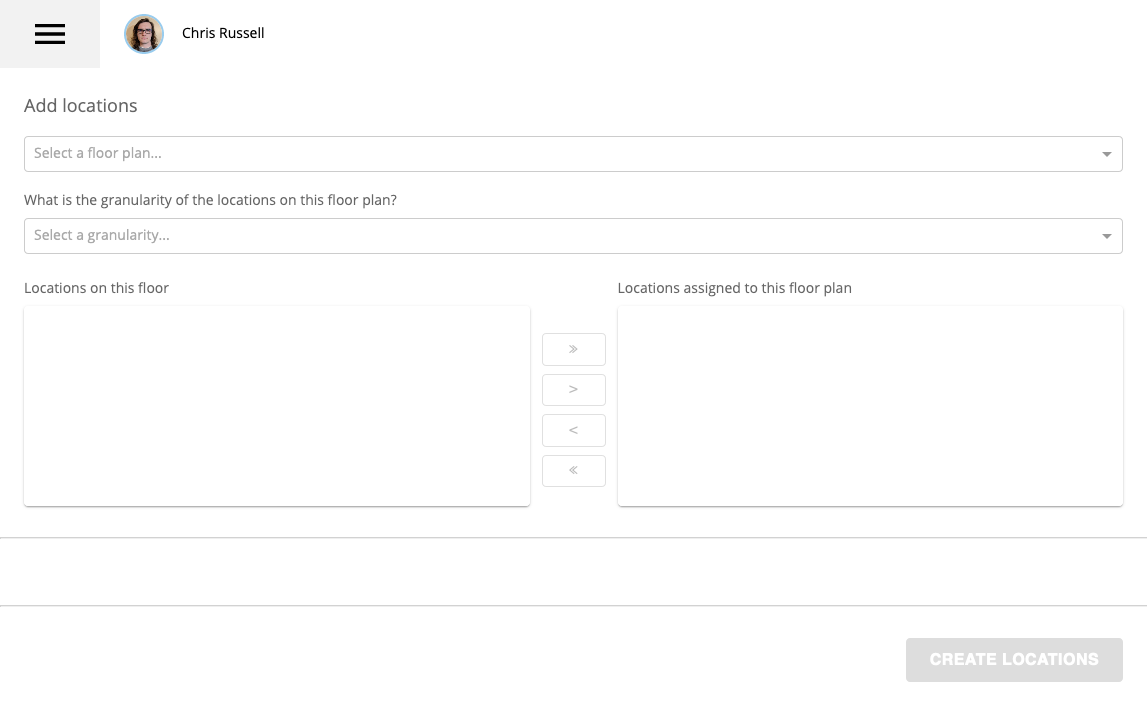 Chris Russell
Add locations
Select a floor plan...
What is the granularity of the locations on this floor plan?
Select a granularity...
Locations on this floor
Locations assigned to this floor plan
»
>
<
«
CREATE LOCATIONS